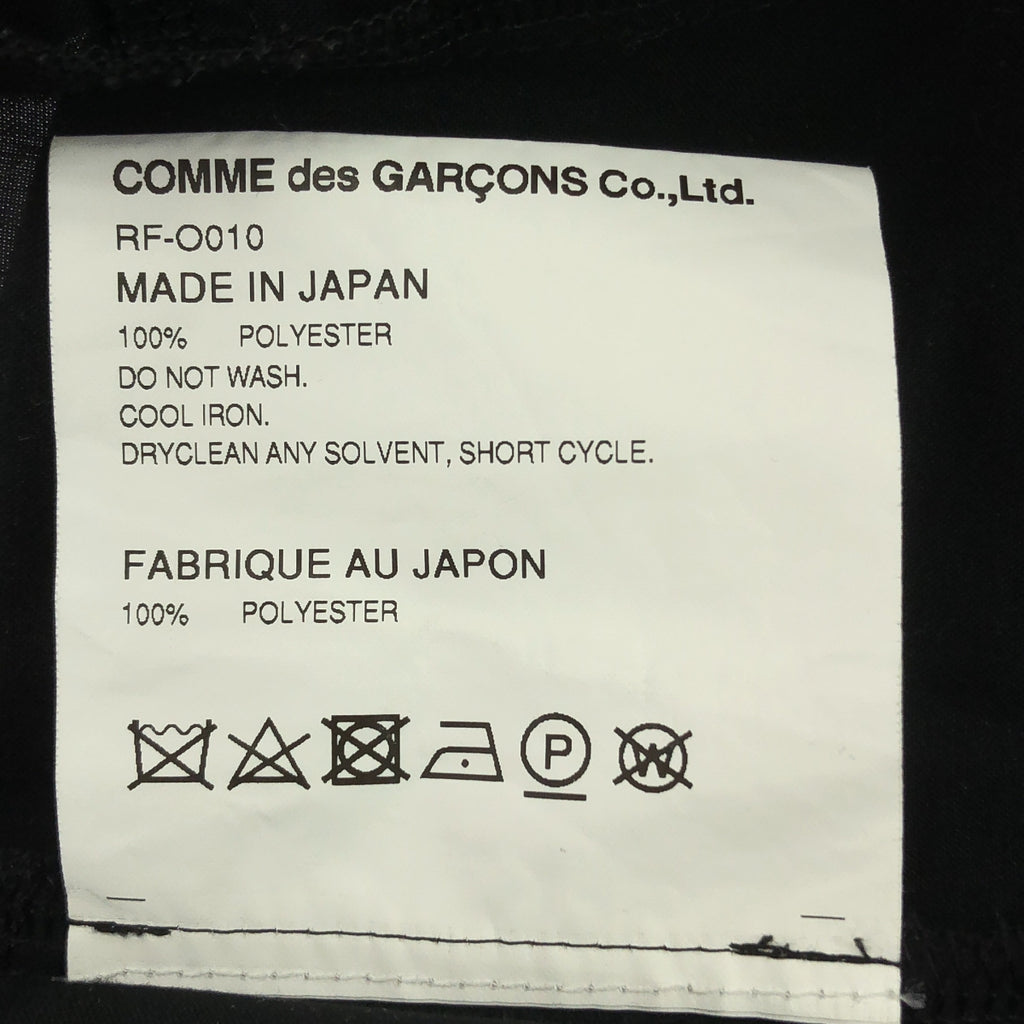 COMME des GARÇONS Co.,Ltd.
RF-O010
MADE IN JAPAN
100% POLYESTER
DO NOT WASH.
COOL IRON.
DRYCLEAN ANY SOLVENT, SHORT CYCLE.
FABRIQUE AU JAPON
100% POLYESTER
P W